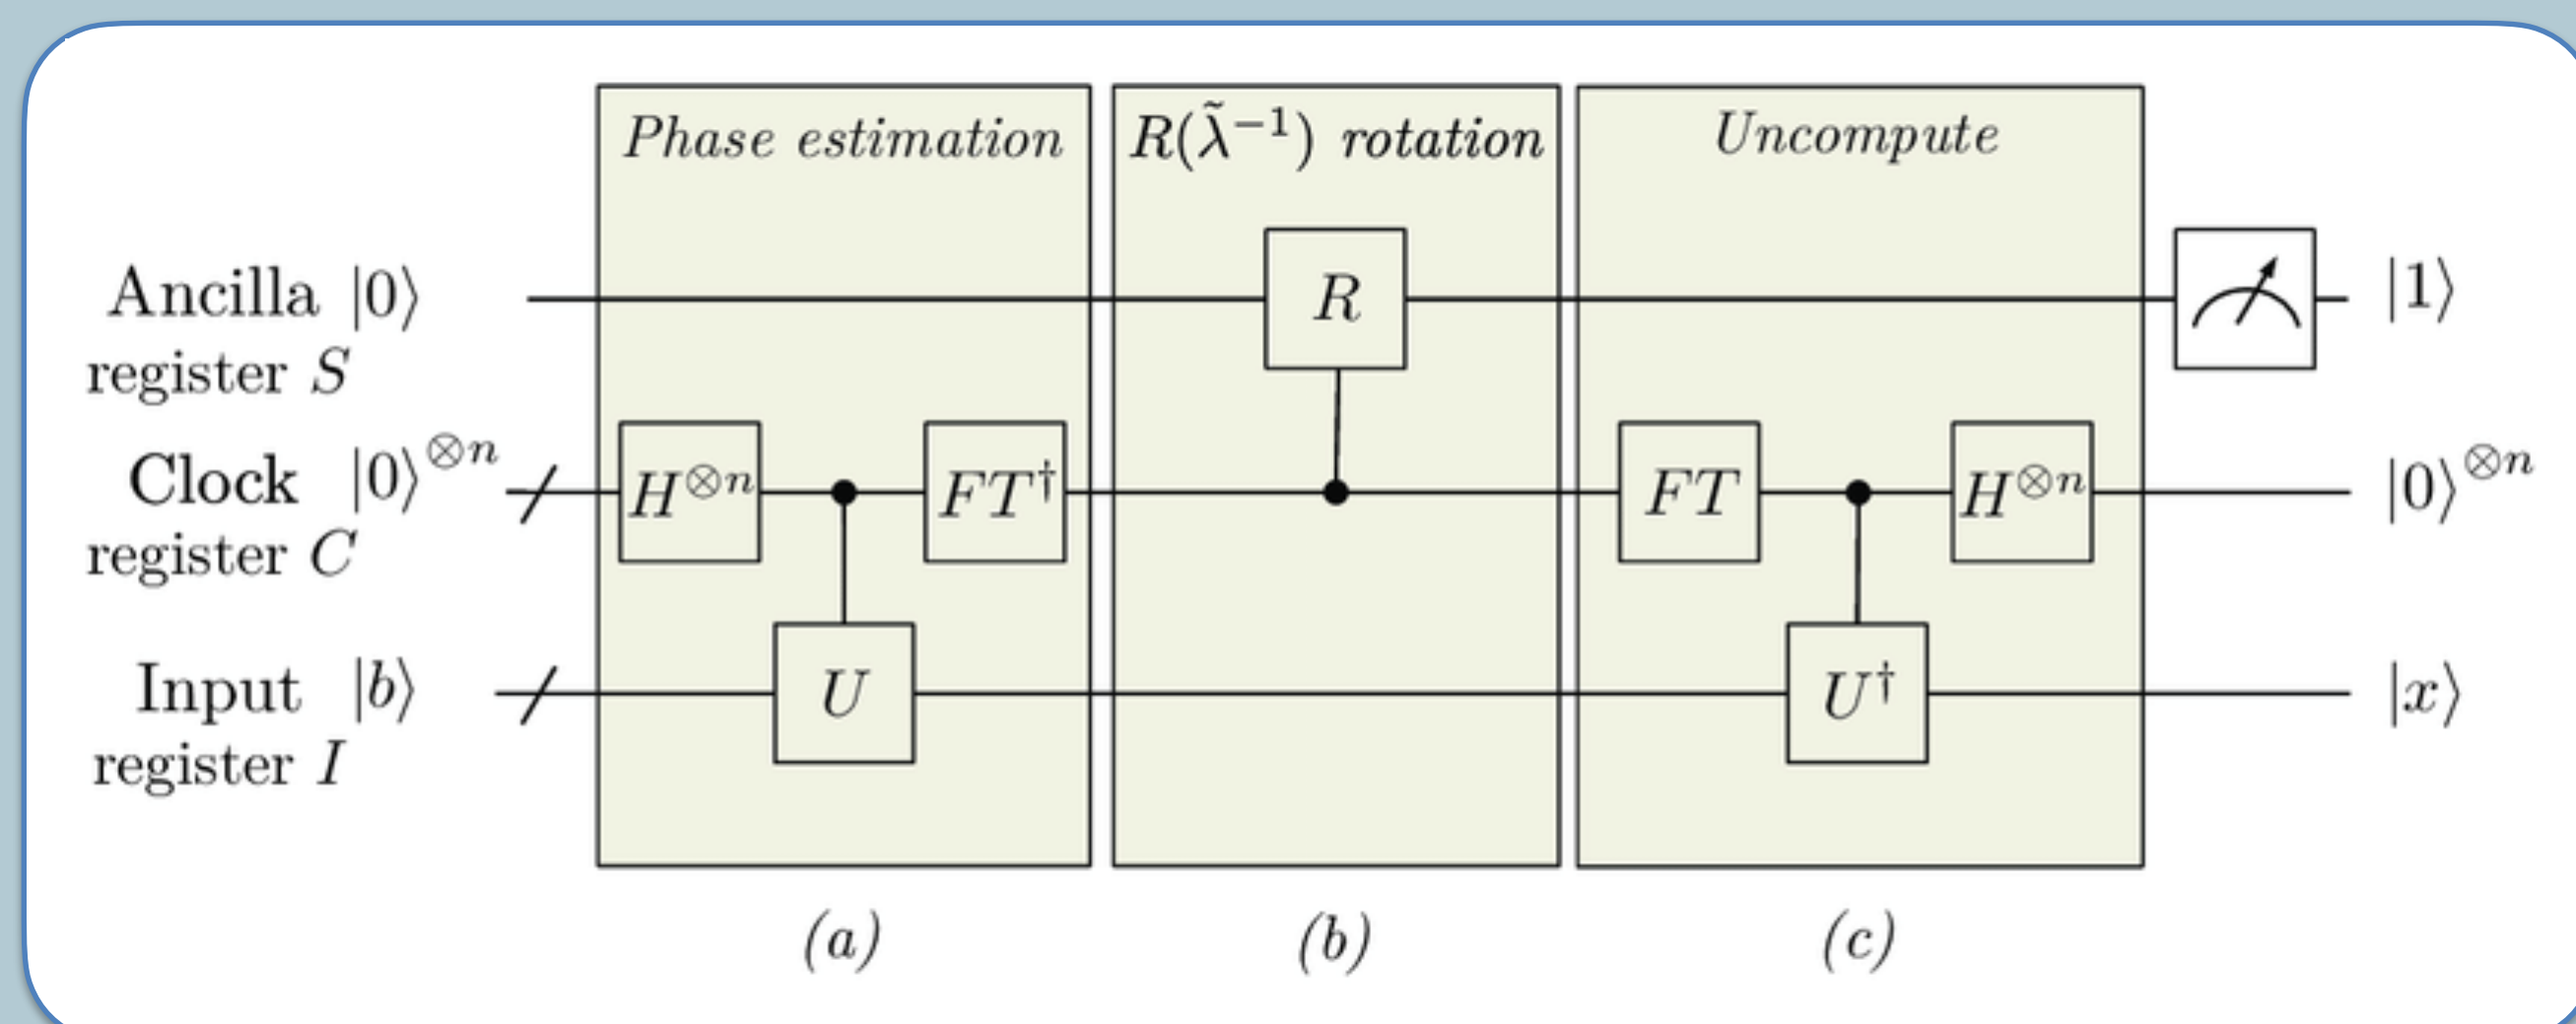 Phase estimation
R(λ̃⁻¹) rotation
Uncompute
Ancilla |0⟩
register S
R
|1⟩
Clock |0⟩⊗n
register C
H⊗n
FT†
FT
H⊗n
|0⟩⊗n
Input |b⟩
register I
U
U†
|x⟩
(a)
(b)
(c)